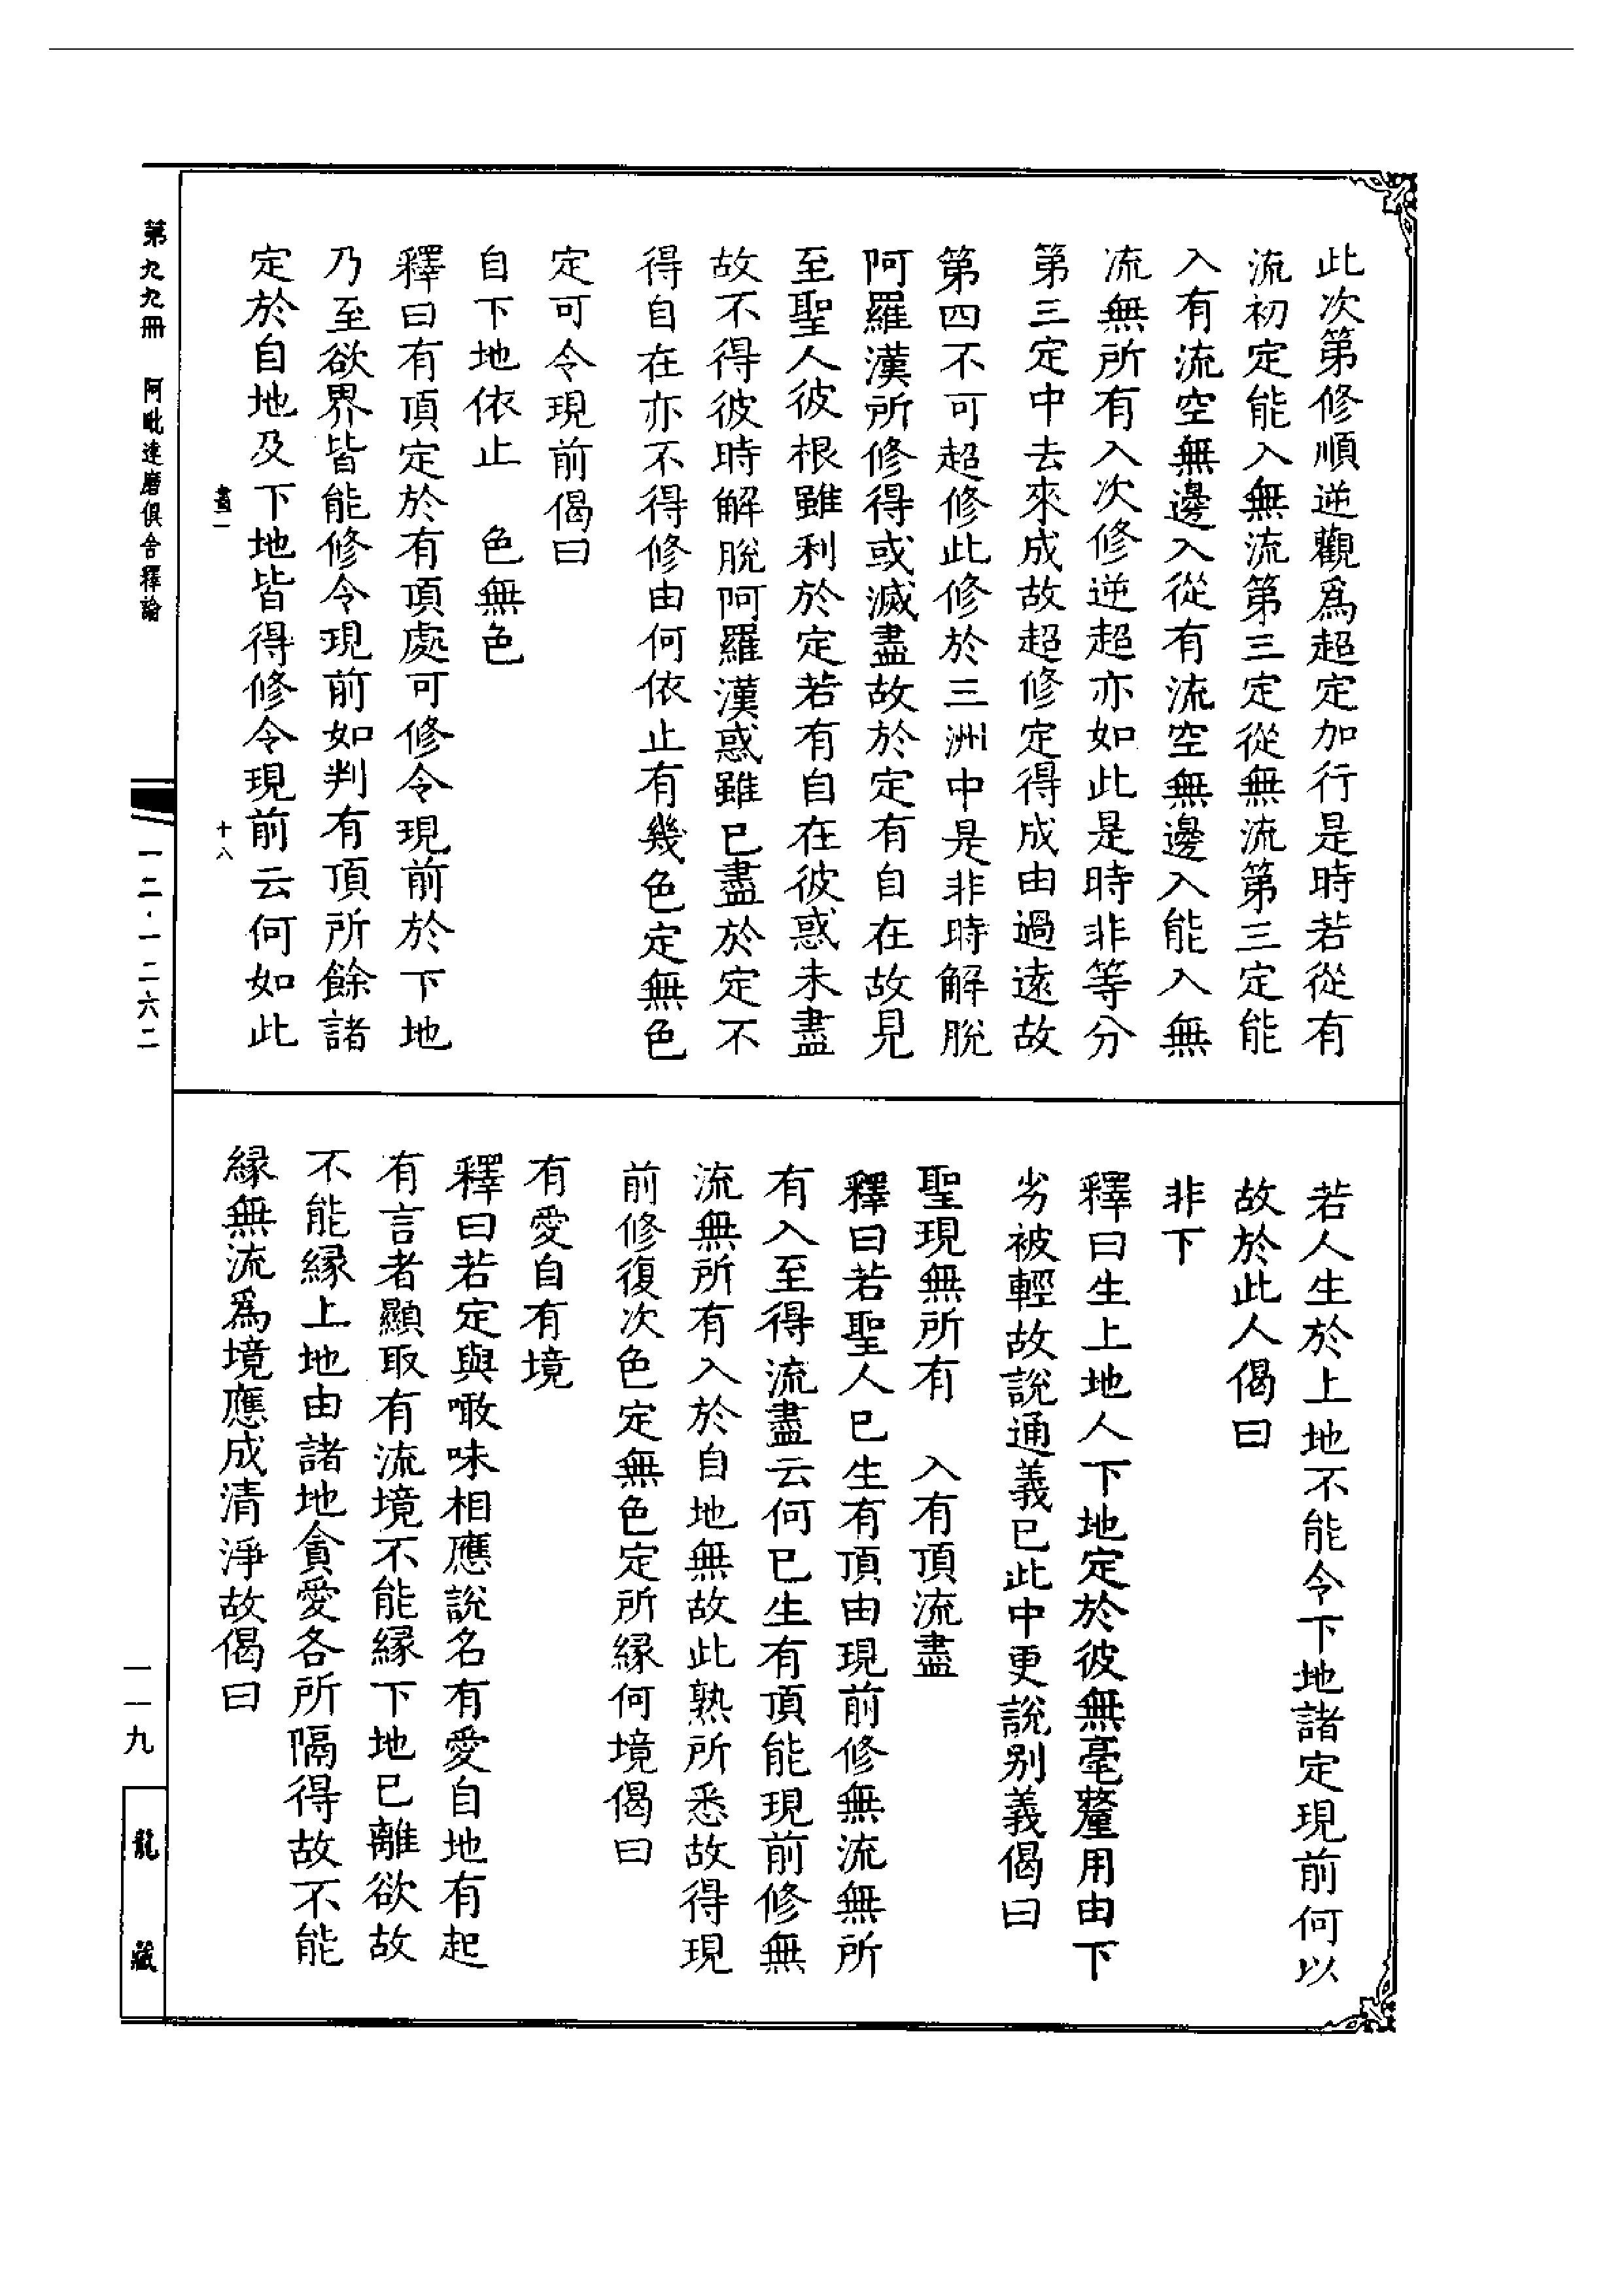 此次第修順逆觀爲超定加行是時若從有
流初定能入無流第三定從無流第三定能
入有流空無邊入從有流空無邊入能入無
流無所有入次修逆超亦如此是時非等分
第三定中去來成故超修定得成由過遠故
第四不可超修此修於三洲中是非時解脫
阿羅漢所修得或滅盡故於定有自在故見
至聖人彼根雖利於定若有自在彼惑未盡
故不得彼時解脫阿羅漢惑雖已盡於定不
得自在亦不得修由何依止有幾色定無色
定可令現前偈曰
自下地依止　色無色
釋曰有頂定於有頂處可修令現前於下地
乃至欲界皆能修令現前如判有頂所餘諸
定於自地及下地皆得修令現前云何如此
畫一　十八
若人生於上地不能令下地諸定現前何以
故於此人偈曰
非下
釋曰生上地人下地定於彼無毫釐用由下
劣被輕故說通義已此中更說别義偈曰
聖現無所有　入有頂流盡
釋曰若聖人已生有頂由現前修無流無所
有入至得流盡云何已生有頂能現前修無
流無所有入於自地無故此熟所悉故得現
前修復次色定無色定所緣何境偈曰
有愛自有境
釋曰若定與噉味相應說名有愛自地有起
有言者顯取有流境不能緣下地已離欲故
不能緣上地由諸地貪愛各所隔得故不能
緣無流爲境應成清淨故偈曰
第九九冊　阿毗達磨俱舍釋論
一二·一二六二
一一九
龍藏